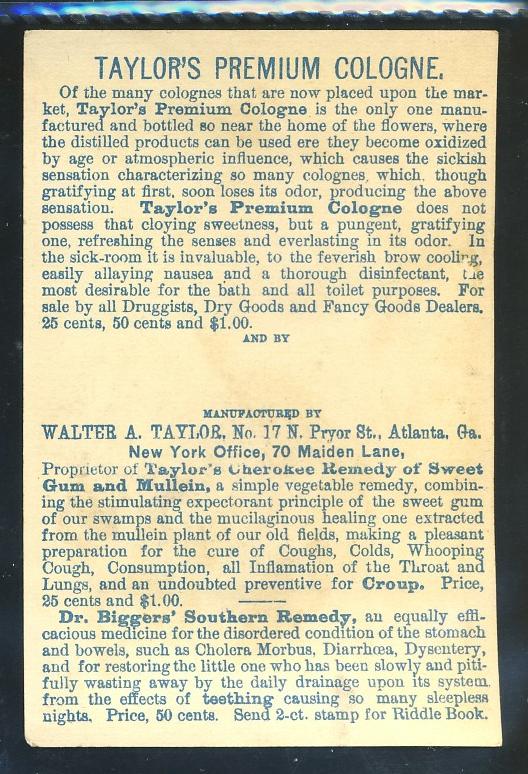 TAYLOR'S PREMIUM COLOGNE.
Of the many colognes that are now placed upon the mar-
ket, Taylor's Premium Cologne is the only one manu-
factured and bottled so near the home of the flowers, where
the distilled products can be used ere they become oxidized
by age or atmospheric influence, which causes the sickish
sensation characterizing so many colognes, which, though
gratifying at first, soon loses its odor, producing the above
sensation. Taylor's Premium Cologne does not
possess that cloying sweetness, but a pungent, gratifying
one, refreshing the senses and everlasting in its odor. In
the sick-room it is invaluable, to the feverish brow cooling,
easily allaying nausea and a thorough disinfectant, the
most desirable for the bath and all toilet purposes. For
sale by all Druggists, Dry Goods and Fancy Goods Dealers.
25 cents, 50 cents and $1.00.
AND BY
MANUFACTURED BY
WALTER A. TAYLOR, No. 17 N. Pryor St., Atlanta, Ga.
New York Office, 70 Maiden Lane,
Proprietor of Taylor's Cherokee Remedy of Sweet
Gum and Mullein, a simple vegetable remedy, combin-
ing the stimulating expectorant principle of the sweet gum
of our swamps and the mucilaginous healing one extracted
from the mullein plant of our old fields, making a pleasant
preparation for the cure of Coughs, Colds, Whooping
Cough, Consumption, all Inflamation of the Throat and
Lungs, and an undoubted preventive for Croup. Price,
25 cents and $1.00.
Dr. Biggers' Southern Remedy, an equally effi-
cacious medicine for the disordered condition of the stomach
and bowels, such as Cholera Morbus, Diarrhœa, Dysentery,
and for restoring the little one who has been slowly and piti-
fully wasting away by the daily drainage upon its system
from the effects of teething causing so many sleepless
nights. Price, 50 cents. Send 2-ct. stamp for Riddle Book.